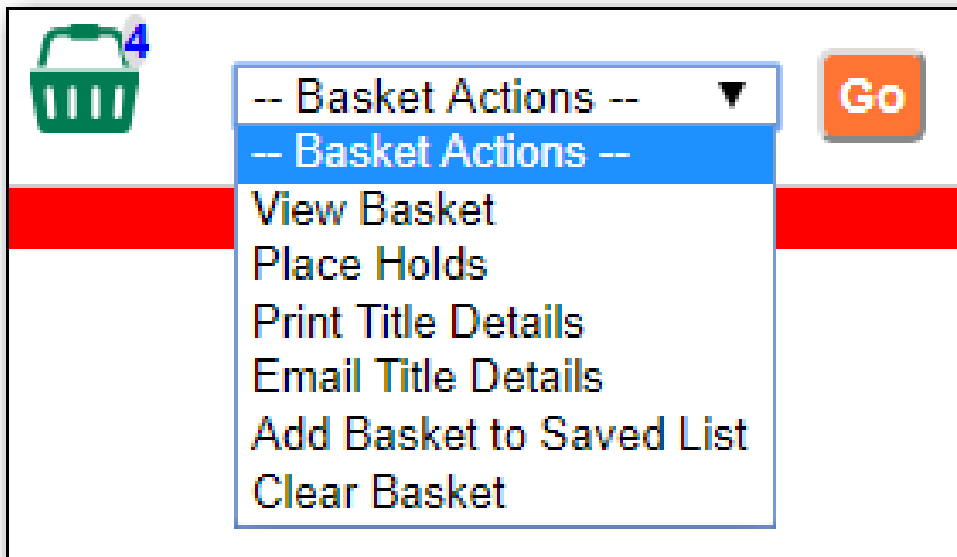 4
-- Basket Actions -- ▼
Go
-- Basket Actions --
View Basket
Place Holds
Print Title Details
Email Title Details
Add Basket to Saved List
Clear Basket